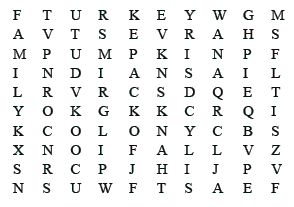 F T U R K E Y W G M
A V T S E V R A H S
M P U M P K I N P F
I N D I A N S A I L
L R V R C S D Q E T
Y O K G K K C R Q I
K C O L O N Y C B S
X N O I F A L L V Z
S R C P J H I J P V
N S U W F T S A E F